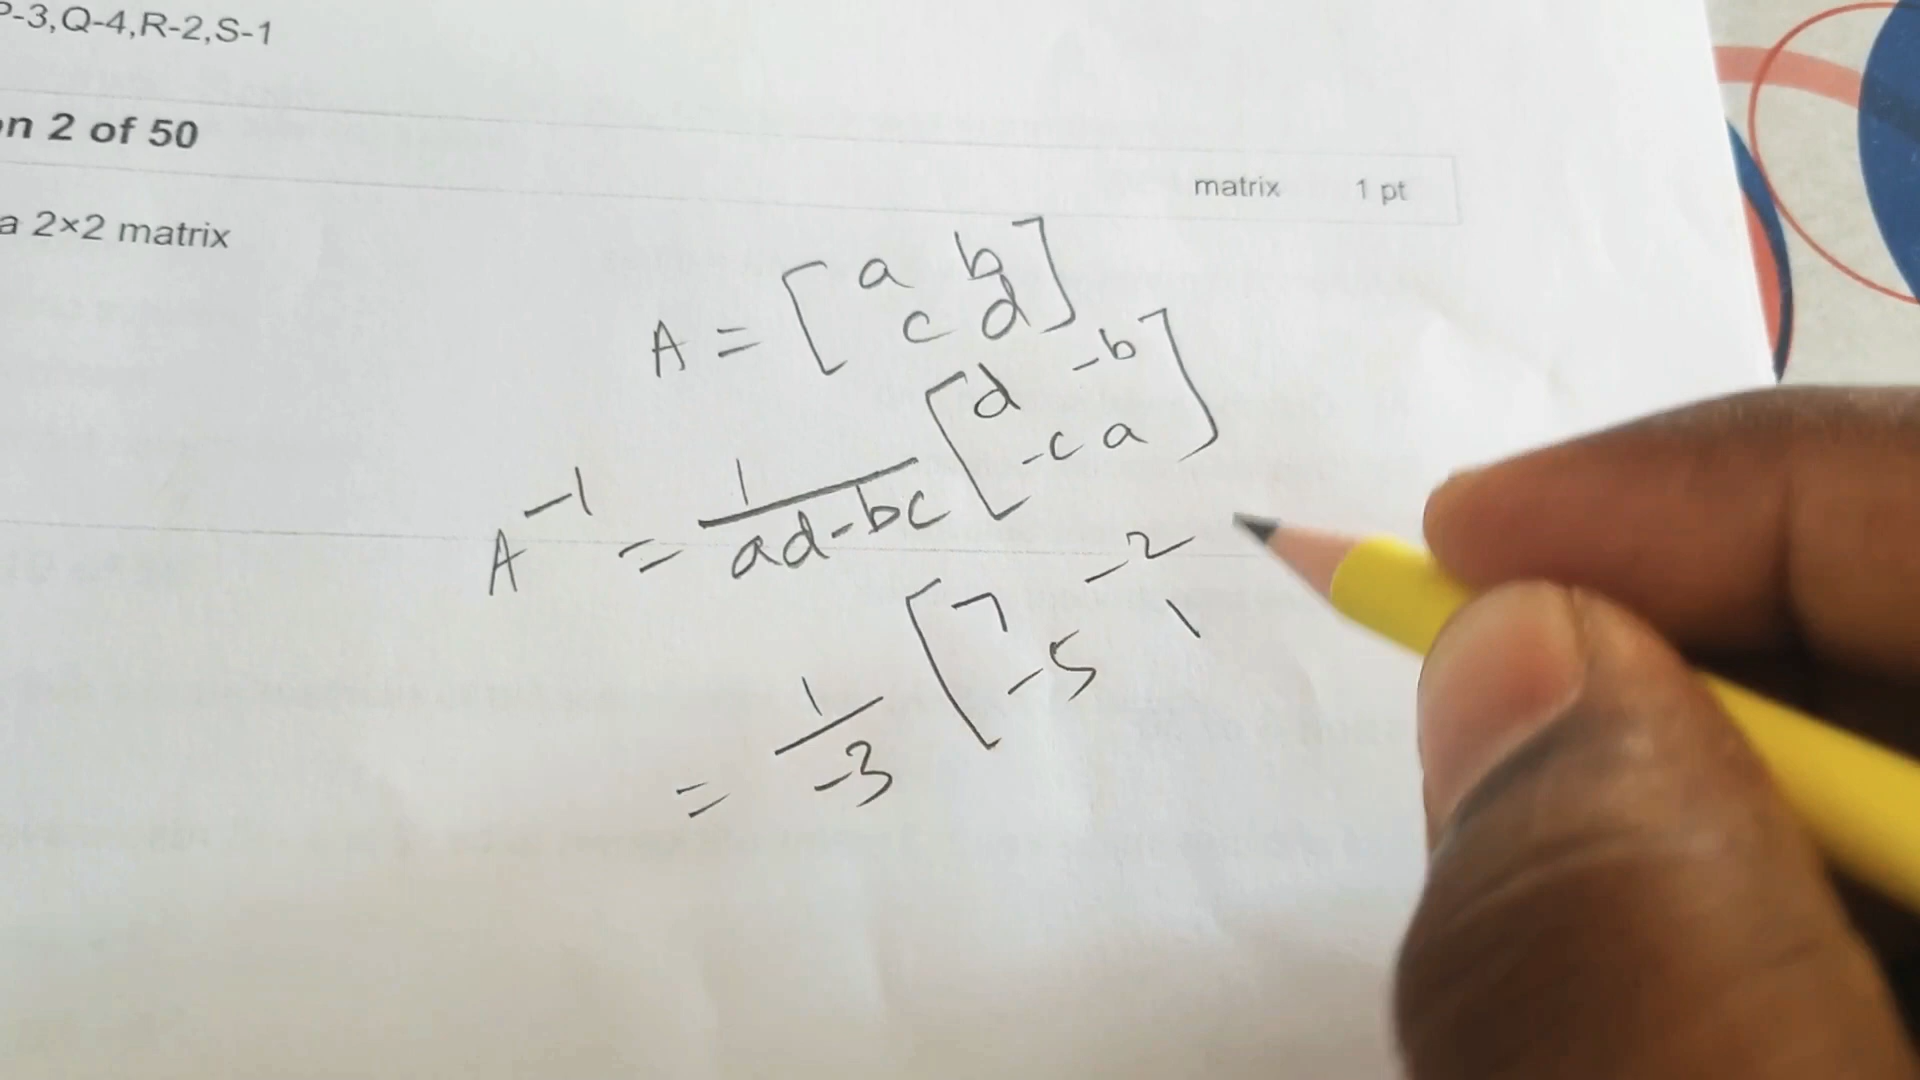 P-3,Q-4,R-2,S-1
on 2 of 50
matrix 1 pt
a 2×2 matrix
A = [ a b
c d ]
A⁻¹ = 1/ad-bc [ d -b
-c a ]
= 1/-3 [ 7 -2
-5 1